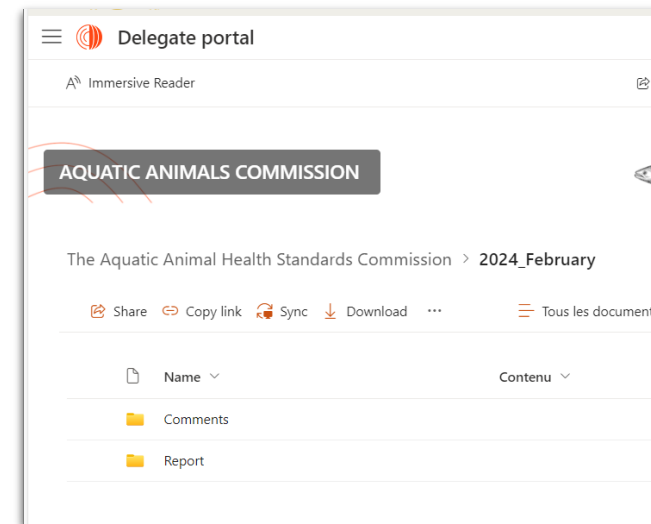 Delegate portal
Immersive Reader
AQUATIC ANIMALS COMMISSION
The Aquatic Animal Health Standards Commission > 2024_February
Share Copy link Sync Download ... Tous les document
Name Contenu
Comments
Report